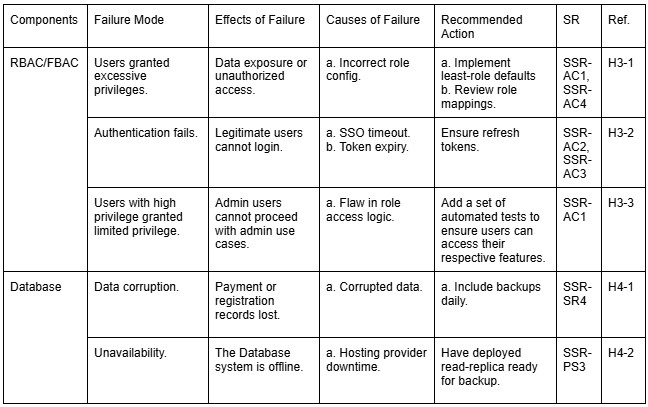 Components Failure Mode Effects of Failure Causes of Failure Recommended Action SR Ref.
RBAC/FBAC
Users granted
excessive
privileges.
Data exposure or
unauthorized
access.
a. Incorrect role
config.
a. Implement
least-role defaults
b. Review role
mappings.
SSR-
AC1,
SSR-
AC4
H3-1
Authentication fails.
Legitimate users
cannot login.
a. SSO timeout.
b. Token expiry.
Ensure refresh
tokens.
SSR-
AC2,
SSR-
AC3
H3-2
Users with high
privilege granted
limited privilege.
Admin users
cannot proceed
with admin use
cases.
a. Flaw in role
access logic.
Add a set of
automated tests to
ensure users can
access their
respective features.
SSR-
AC1
H3-3
Database
Data corruption.
Payment or
registration
records lost.
a. Corrupted data.
a. Include backups
daily.
SSR-
SR4
H4-1
Unavailability.
The Database
system is offline.
a. Hosting provider
downtime.
Have deployed
read-replica ready
for backup.
SSR-
PS3
H4-2